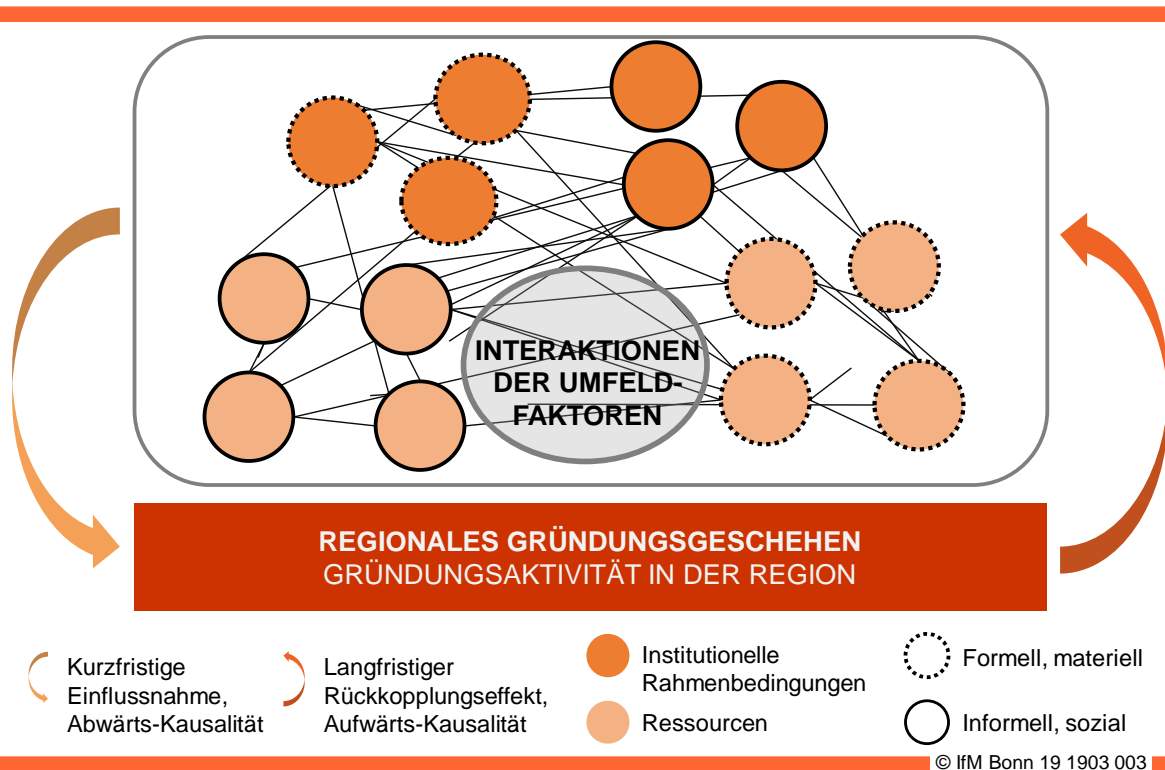 INTERAKTIONEN
DER UMFELD-
FAKTOREN
REGIONALES GRÜNDUNGSGESCHEHEN
GRÜNDUNGSAKTIVITÄT IN DER REGION
Kurzfristige
Einflussnahme,
Abwärts-Kausalität
Langfristiger
Rückkopplungseffekt,
Aufwärts-Kausalität
Institutionelle
Rahmenbedingungen
Ressourcen
Formell, materiell
Informell, sozial
© IfM Bonn 19 1903 003